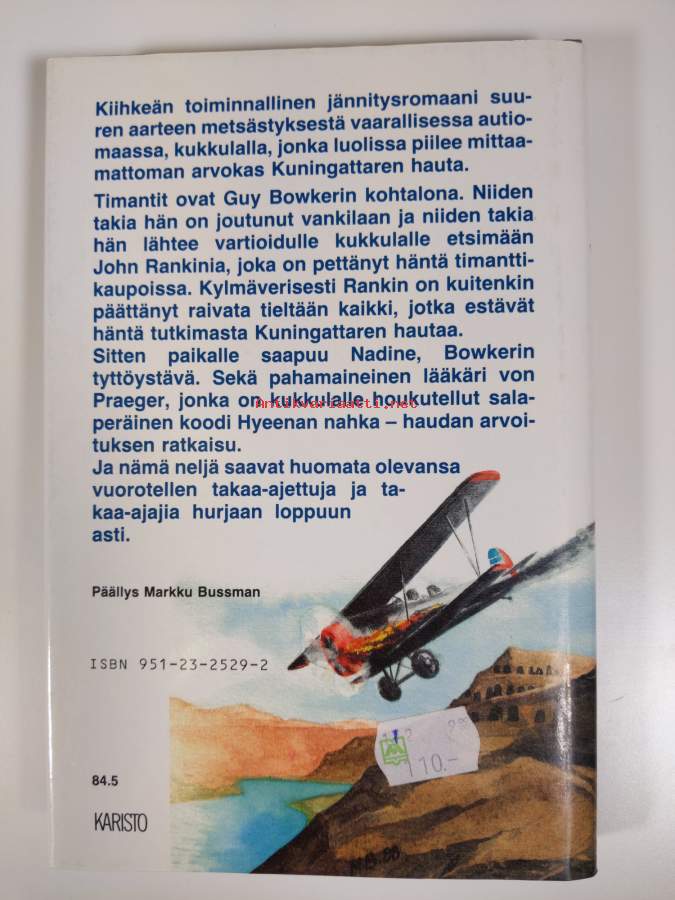 Kiihkeän toiminnallinen jännitysromaani suu-
ren aarteen metsästyksestä vaarallisessa autio-
maassa, kukkulalla, jonka luolissa piilee mittaa-
mattoman arvokas Kuningattaren hauta.
Timantit ovat Guy Bowkerin kohtalona. Niiden
takia hän on joutunut vankilaan ja niiden takia
hän lähtee vartioidulle kukkulalle etsimään
John Rankinia, joka on pettänyt häntä timantti-
kaupoissa. Kylmäverisesti Rankin on kuitenkin
päättänyt raivata tieltään kaikki, jotka estävät
häntä tutkimasta Kuningattaren hautaa.
Sitten paikalle saapuu Nadine, Bowkerin
tyttöystävä. Sekä pahamaineinen lääkäri von
Praeger, jonka on kukkulalle houkutellut sala-
Antikvariaatti.net
peräinen koodi Hyeenan nahka – haudan arvoi-
tuksen ratkaisu.
Ja nämä neljä saavat huomata olevansa
vuorotellen takaa-ajettuja ja ta-
kaa-ajajia hurjaan loppuun
asti.
Päällys Markku Bussman
ISBN 951-23-2529-2
110.-
84.5
KARISTO